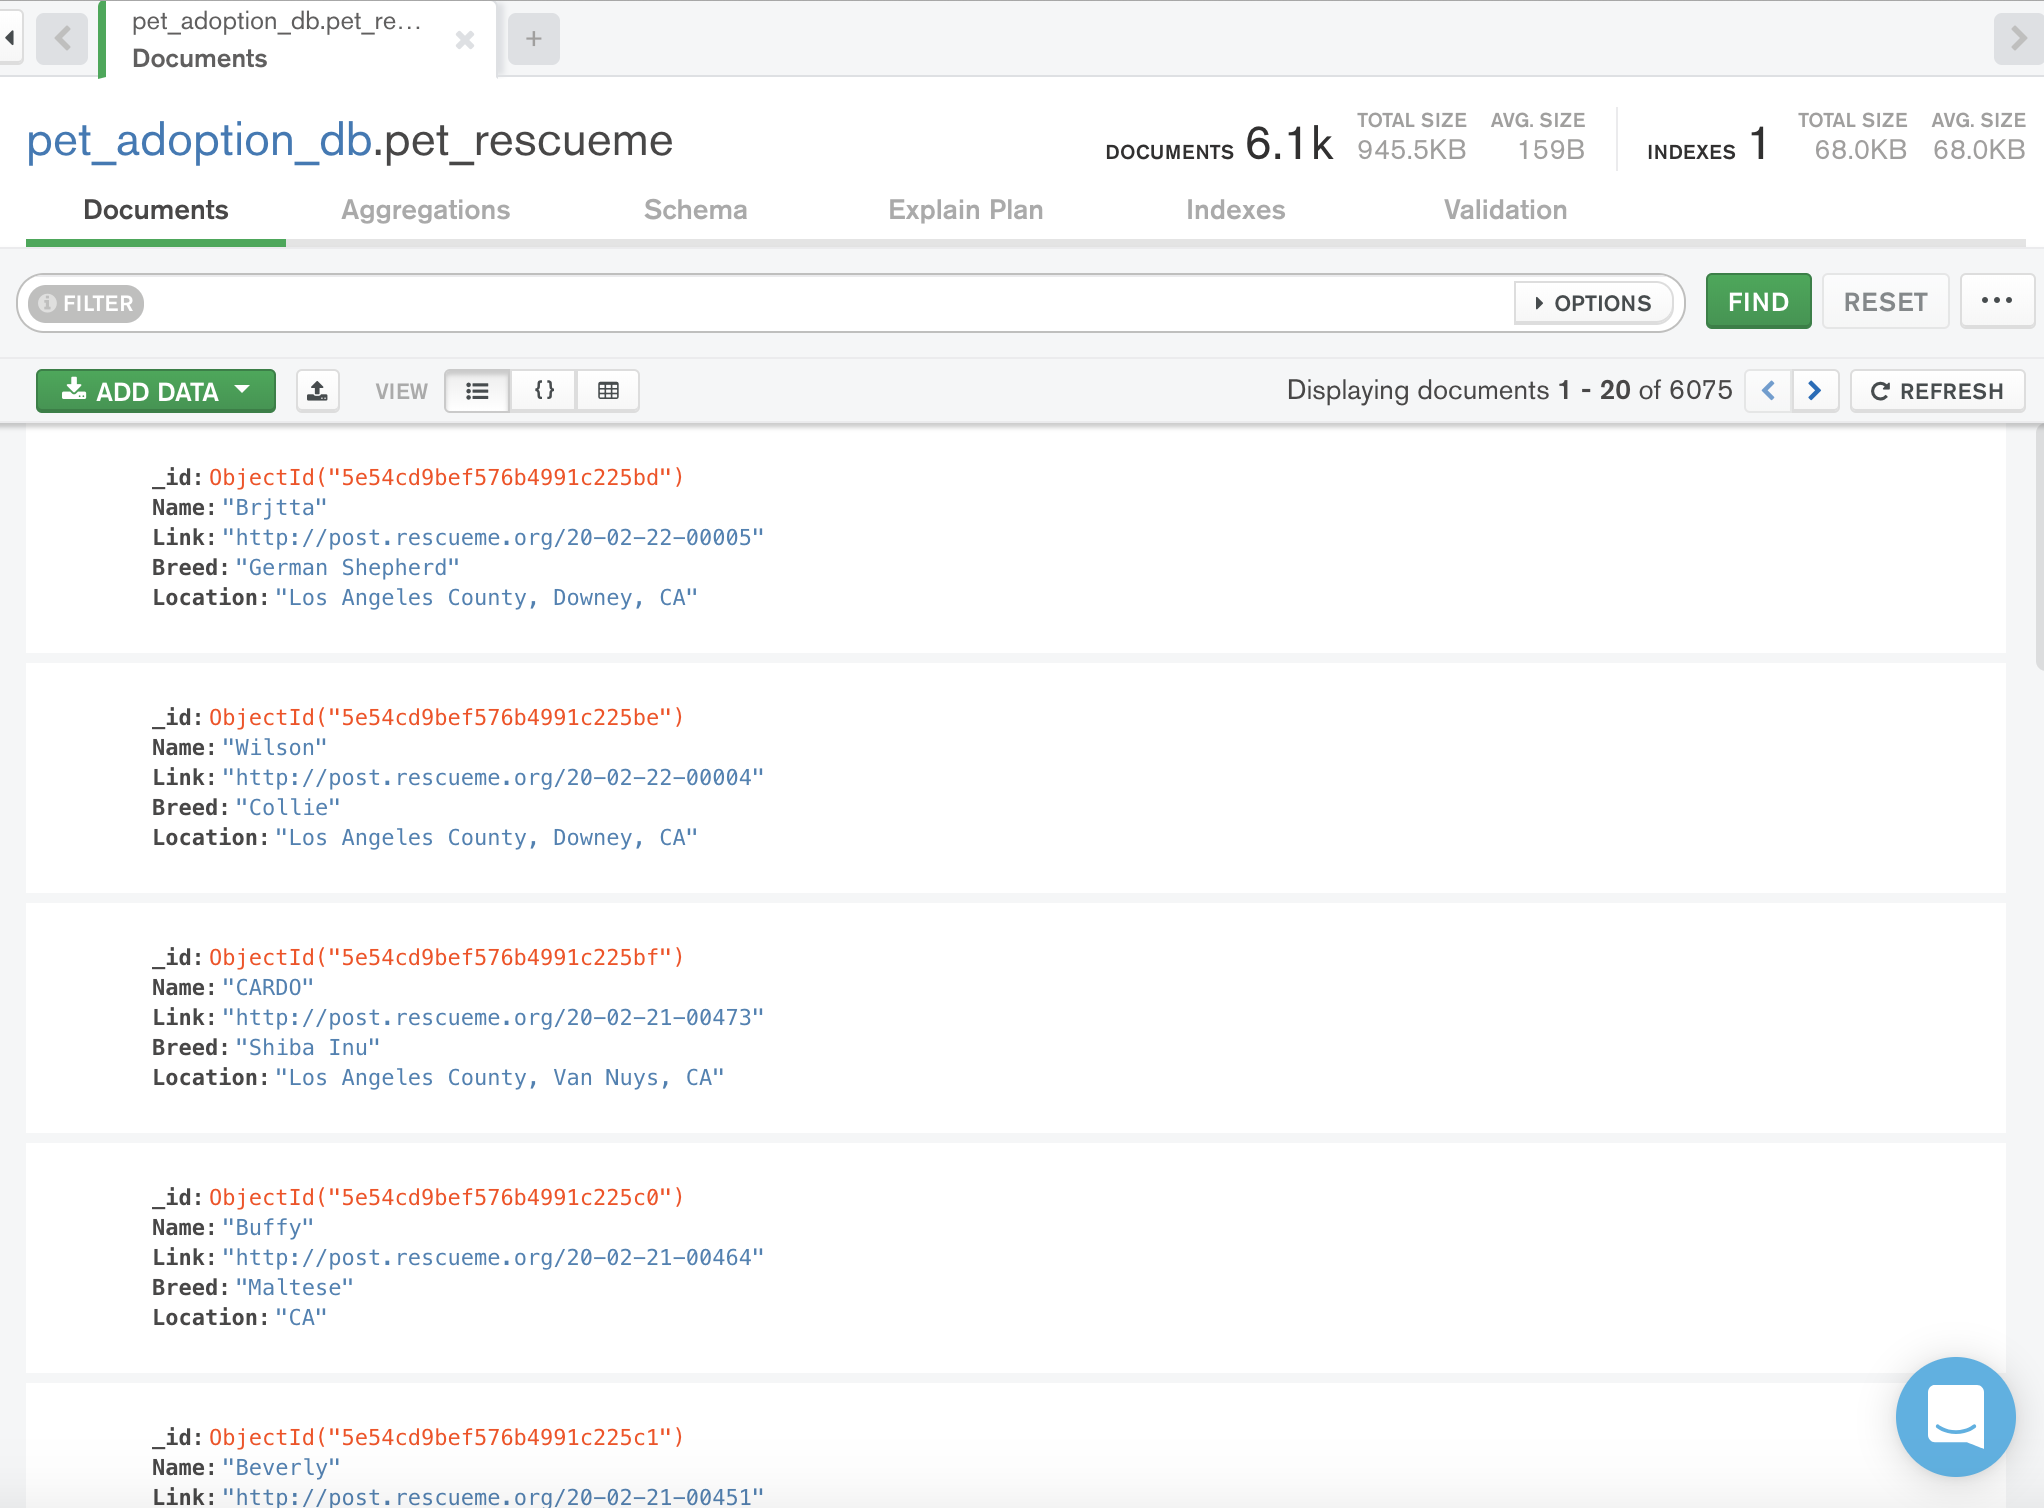 pet_adoption_db.pet_re...
Documents
pet_adoption_db.pet_rescueme
DOCUMENTS 6.1k TOTAL SIZE 945.5KB AVG. SIZE 159B INDEXES 1 TOTAL SIZE 68.0KB AVG. SIZE 68.0KB
Documents Aggregations Schema Explain Plan Indexes Validation
FILTER OPTIONS FIND RESET ...
ADD DATA VIEW {} Displaying documents 1 - 20 of 6075 REFRESH
_id: ObjectId("5e54cd9bef576b4991c225bd")
Name: "Brjtta"
Link: "http://post.rescueme.org/20-02-22-00005"
Breed: "German Shepherd"
Location: "Los Angeles County, Downey, CA"
_id: ObjectId("5e54cd9bef576b4991c225be")
Name: "Wilson"
Link: "http://post.rescueme.org/20-02-22-00004"
Breed: "Collie"
Location: "Los Angeles County, Downey, CA"
_id: ObjectId("5e54cd9bef576b4991c225bf")
Name: "CARDO"
Link: "http://post.rescueme.org/20-02-21-00473"
Breed: "Shiba Inu"
Location: "Los Angeles County, Van Nuys, CA"
_id: ObjectId("5e54cd9bef576b4991c225c0")
Name: "Buffy"
Link: "http://post.rescueme.org/20-02-21-00464"
Breed: "Maltese"
Location: "CA"
_id: ObjectId("5e54cd9bef576b4991c225c1")
Name: "Beverly"
Link: "http://post.rescueme.org/20-02-21-00451"